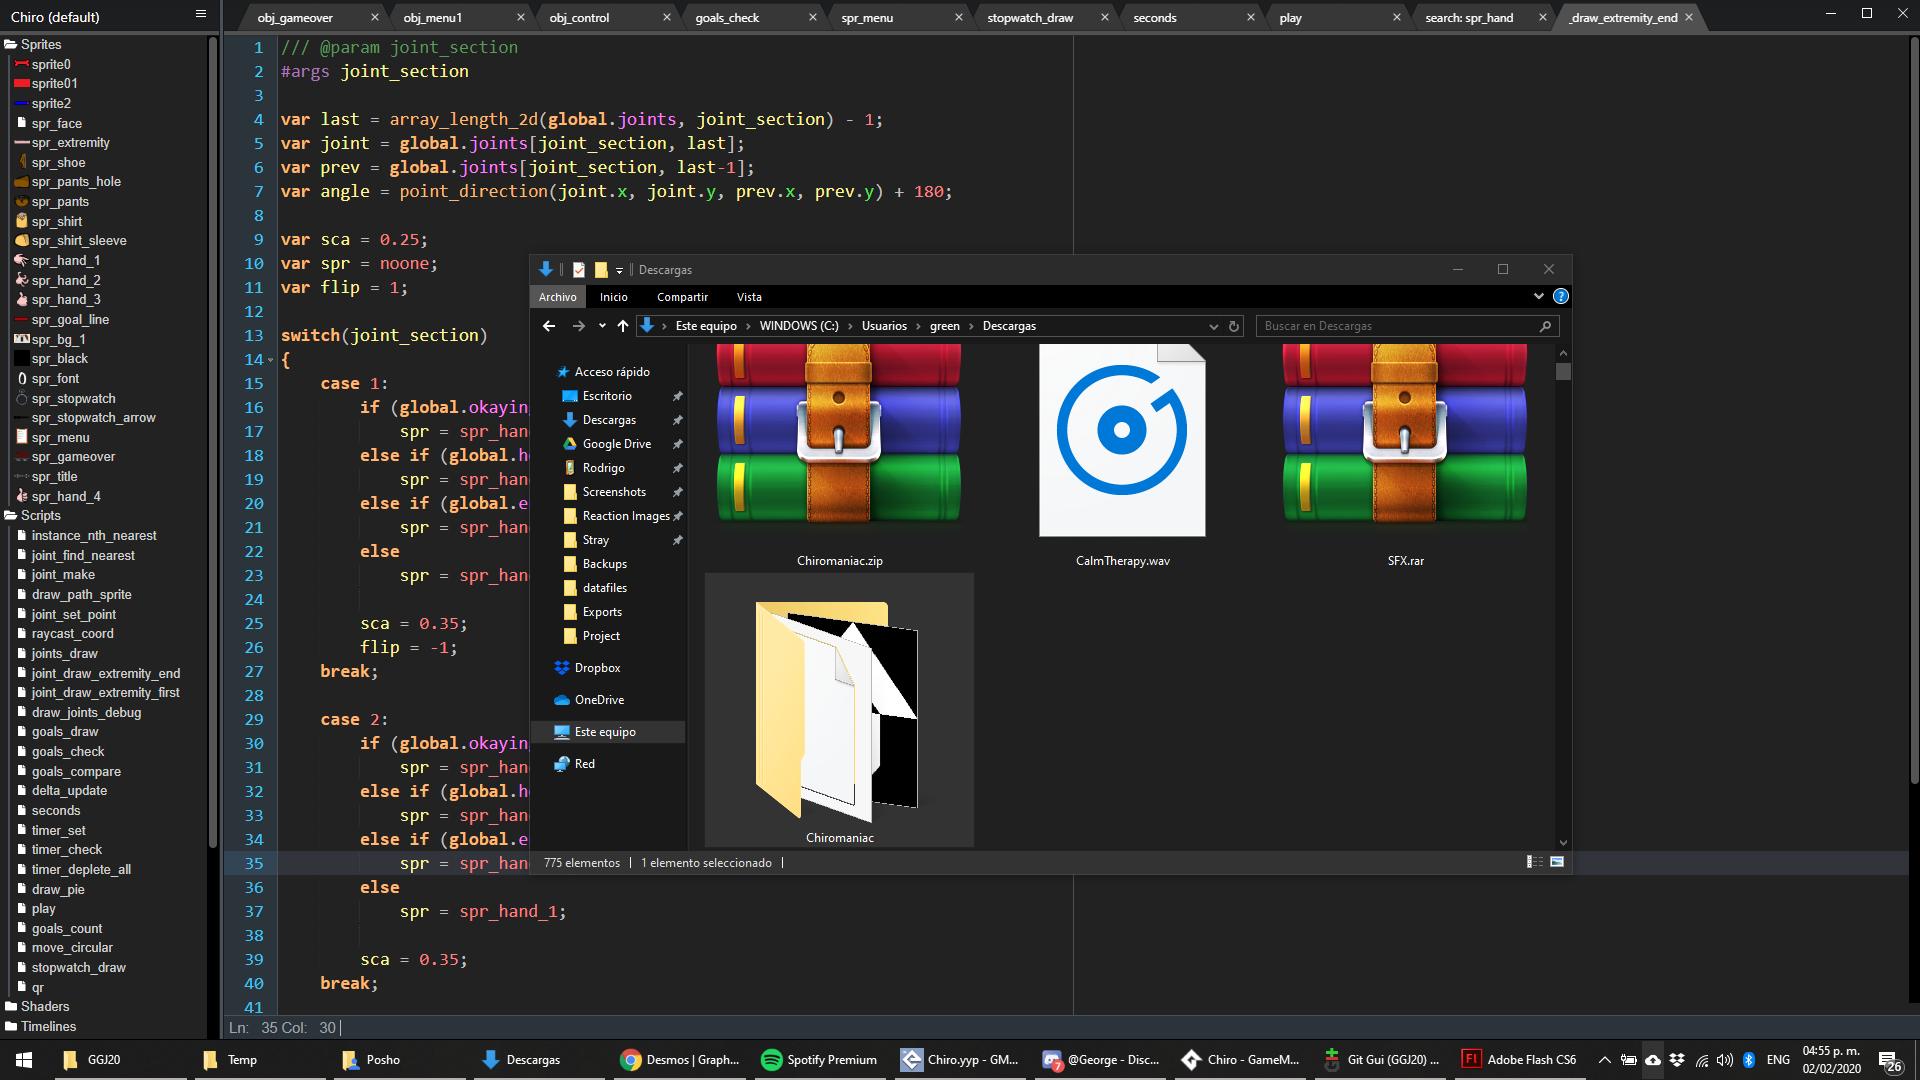 Chiro (default)
obj_gameover
obj_menu1
obj_control
goals_check
spr_menu
stopwatch_draw
seconds
play
search: spr_hand
_draw_extremity_end
Sprites
sprite0
sprite01
sprite2
spr_face
spr_extremity
spr_shoe
spr_pants_hole
spr_pants
spr_shirt
spr_shirt_sleeve
spr_hand_1
spr_hand_2
spr_hand_3
spr_goal_line
spr_bg_1
spr_black
spr_font
spr_stopwatch
spr_stopwatch_arrow
spr_menu
spr_gameover
spr_title
spr_hand_4
Scripts
instance_nth_nearest
joint_find_nearest
joint_make
draw_path_sprite
joint_set_point
raycast_coord
joints_draw
joint_draw_extremity_end
joint_draw_extremity_first
draw_joints_debug
goals_draw
goals_check
goals_compare
delta_update
seconds
timer_set
timer_check
timer_deplete_all
draw_pie
play
goals_count
move_circular
stopwatch_draw
qr
Shaders
Timelines
1 /// @param joint_section
2 #args joint_section
3
4 var last = array_length_2d(global.joints, joint_section) - 1;
5 var joint = global.joints[joint_section, last];
6 var prev = global.joints[joint_section, last-1];
7 var angle = point_direction(joint.x, joint.y, prev.x, prev.y) + 180;
8
9 var sca = 0.25;
10 var spr = noone;
11 var flip = 1;
12
13 switch(joint_section)
14 {
15 case 1:
16 if (global.okayin
17 spr = spr_han
18 else if (global.h
19 spr = spr_han
20 else if (global.e
21 spr = spr_han
22 else
23 spr = spr_han
24
25 sca = 0.35;
26 flip = -1;
27 break;
28
29 case 2:
30 if (global.okayin
31 spr = spr_han
32 else if (global.h
33 spr = spr_han
34 else if (global.e
35 spr = spr_han
36 else
37 spr = spr_hand_1;
38
39 sca = 0.35;
40 break;
41
Ln: 35 Col: 30
Descargas
Archivo Inicio Compartir Vista
Este equipo > WINDOWS (C:) > Usuarios > green > Descargas
Buscar en Descargas
Acceso rápido
Escritorio
Descargas
Google Drive
Rodrigo
Screenshots
Reaction Images
Stray
Backups
datafiles
Exports
Project
Dropbox
OneDrive
Este equipo
Red
Chiromaniac.zip
CalmTherapy.wav
SFX.rar
Chiromaniac
775 elementos
1 elemento seleccionado
GGJ20
Temp
Posho
Descargas
Desmos | Graph...
Spotify Premium
Chiro.yyp - GM...
@George - Disc...
7
Chiro - GameM...
Git Gui (GGJ20) ...
Fl
Adobe Flash CS6
ENG
04:55 p. m.
02/02/2020
26